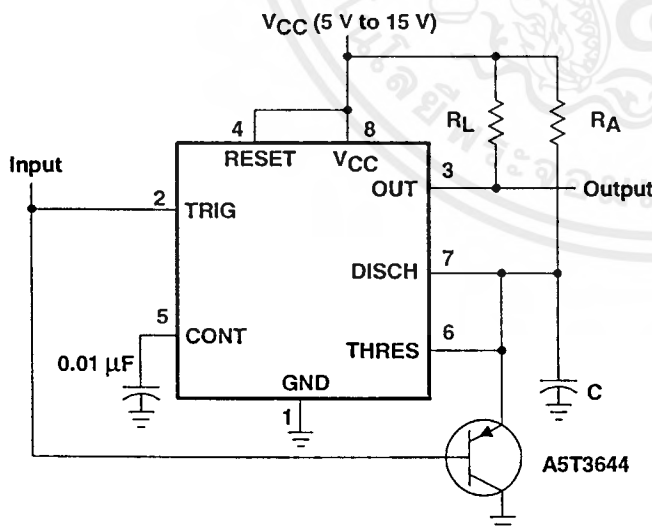 VCC (5 V to 15 V)
4
8
RL
RA
RESET
VCC
Input
3
OUT
Output
2
TRIG
7
DISCH
5
CONT
6
THRES
0.01 µF
GND
1
C
A5T3644